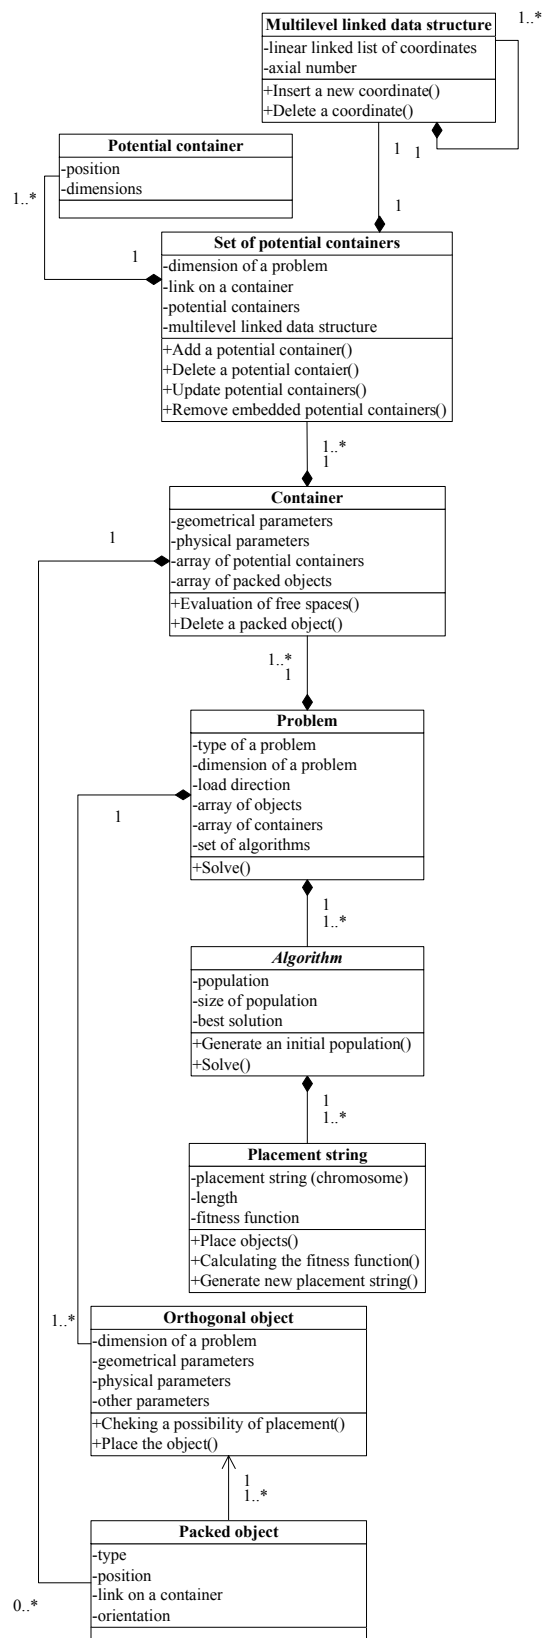 1..*
Multilevel linked data structure
-linear linked list of coordinates
-axial number
+Insert a new coordinate()
+Delete a coordinate()
1
1
Potential container
-position
-dimensions
1..*
1
1
Set of potential containers
-dimension of a problem
-link on a container
-potential containers
-multilevel linked data structure
+Add a potential container()
+Delete a potential contaier()
+Update potential containers()
+Remove embedded potential containers()
1..*
1
Container
-geometrical parameters
-physical parameters
-array of potential containers
-array of packed objects
+Evaluation of free spaces()
+Delete a packed object()
1
1..*
1
Problem
-type of a problem
-dimension of a problem
-load direction
-array of objects
-array of containers
-set of algorithms
+Solve()
1
1
1..*
Algorithm
-population
-size of population
-best solution
+Generate an initial population()
+Solve()
1
1..*
Placement string
-placement string (chromosome)
-length
-fitness function
+Place objects()
+Calculating the fitness function()
+Generate new placement string()
1..*
Orthogonal object
-dimension of a problem
-geometrical parameters
-physical parameters
-other parameters
+Cheking a possibility of placement()
+Place the object()
1
1..*
Packed object
-type
-position
-link on a container
-orientation
0..*